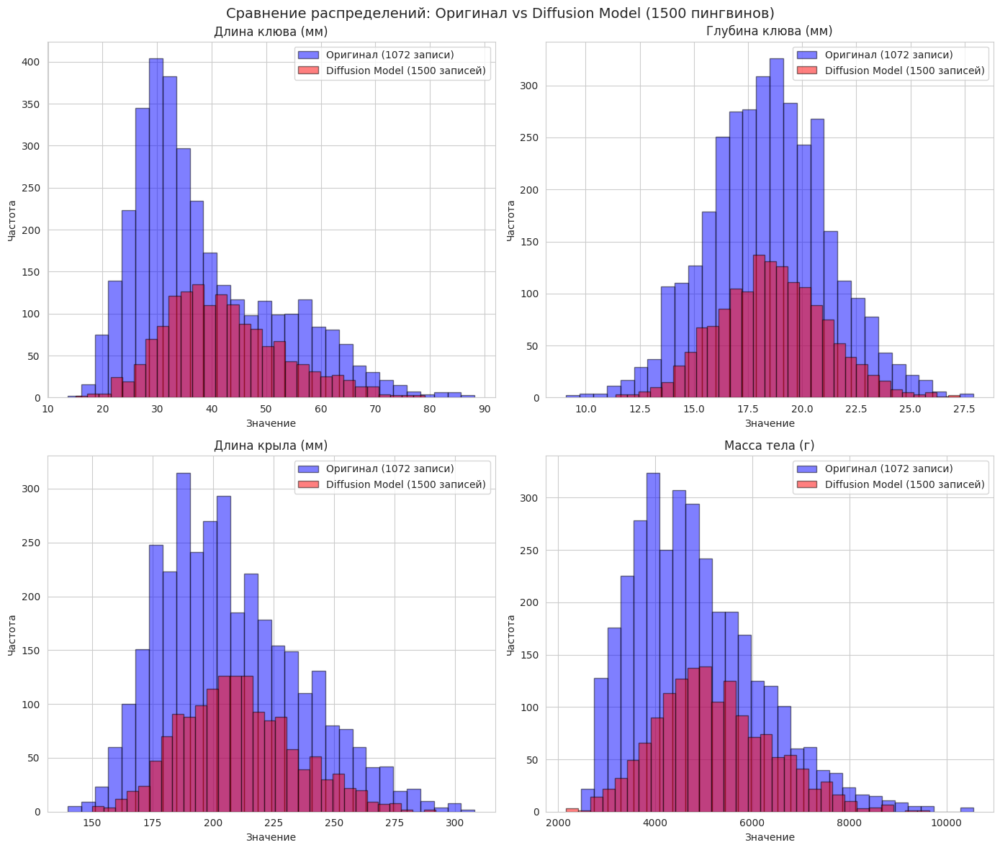 Сравнение распределений: Оригинал vs Diffusion Model (1500 пингвинов)
Длина клюва (мм)
Оригинал (1072 записи)
Diffusion Model (1500 записей)
Частота
400
350
300
250
200
150
100
50
0
10 20 30 40 50 60 70 80 90
Значение
Глубина клюва (мм)
Оригинал (1072 записи)
Diffusion Model (1500 записей)
Частота
300
250
200
150
100
50
0
10.0 12.5 15.0 17.5 20.0 22.5 25.0 27.5
Значение
Длина крыла (мм)
Оригинал (1072 записи)
Diffusion Model (1500 записей)
Частота
300
250
200
150
100
50
0
150 175 200 225 250 275 300
Значение
Масса тела (г)
Оригинал (1072 записи)
Diffusion Model (1500 записей)
Частота
300
250
200
150
100
50
0
2000 4000 6000 8000 10000
Значение